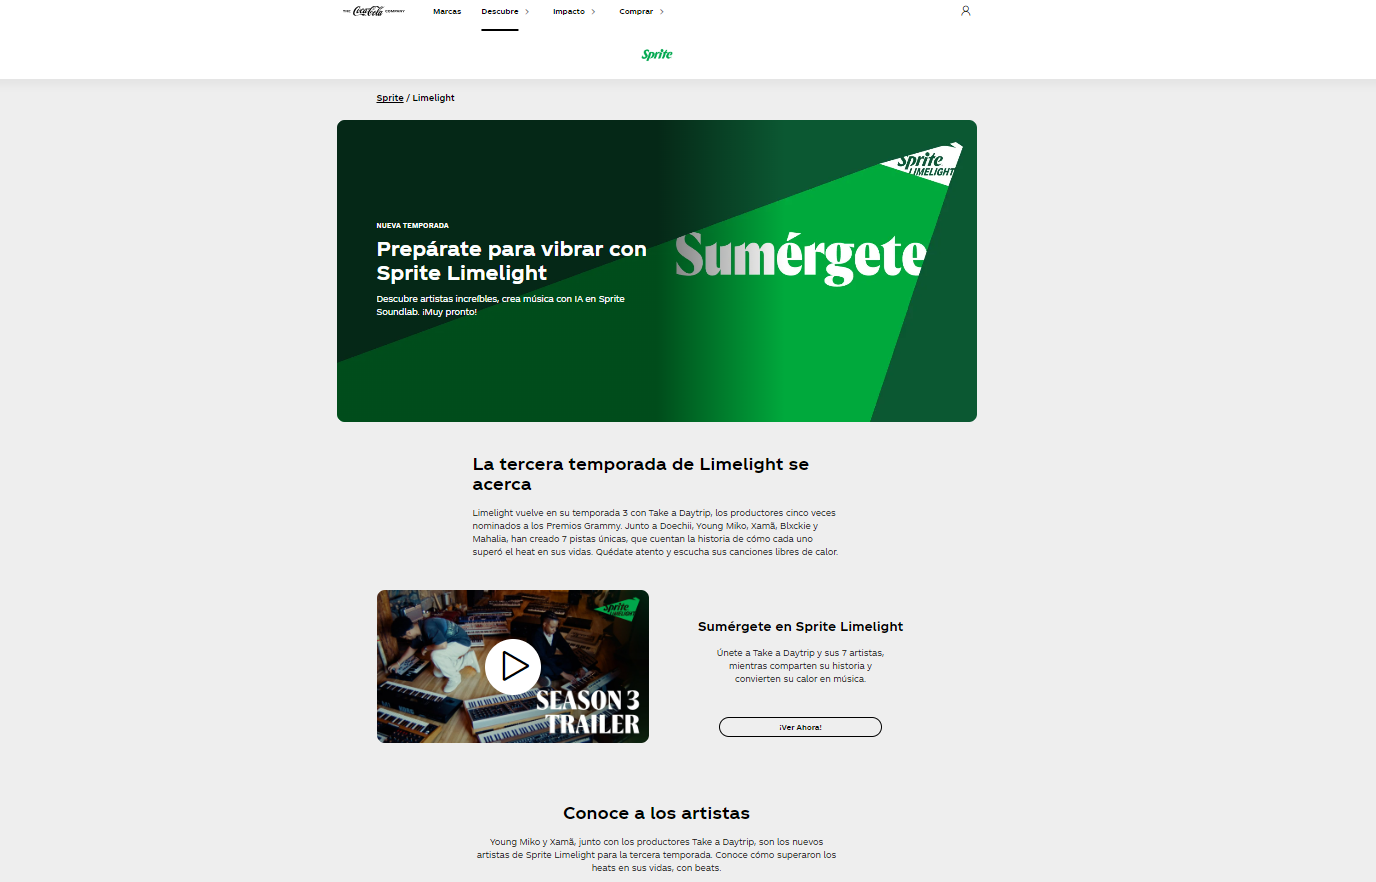 THE Coca-Cola COMPANY
Marcas
Descubre
Impacto
Comprar
Sprite
Sprite / Limelight
Sprite
LIMELIGHT
NUEVA TEMPORADA
Prepárate para vibrar con
Sprite Limelight
Descubre artistas increíbles, crea música con IA en Sprite
Soundlab. ¡Muy pronto!
Sumérgete
La tercera temporada de Limelight se
acerca
Limelight vuelve en su temporada 3 con Take a Daytrip, los productores cinco veces
nominados a los Premios Grammy. Junto a Doechii, Young Miko, Xamã, Blxckie y
Mahalia, han creado 7 pistas únicas, que cuentan la historia de cómo cada uno
superó el heat en sus vidas. Quédate atento y escucha sus canciones libres de calor.
Sprite
LIMELIGHT
SEASON 3
TRAILER
Sumérgete en Sprite Limelight
Únete a Take a Daytrip y sus 7 artistas,
mientras comparten su historia y
convierten su calor en música.
¡Ver Ahora!
Conoce a los artistas
Young Miko y Xamã, junto con los productores Take a Daytrip, son los nuevos
artistas de Sprite Limelight para la tercera temporada. Conoce cómo superaron los
heats en sus vidas, con beats.